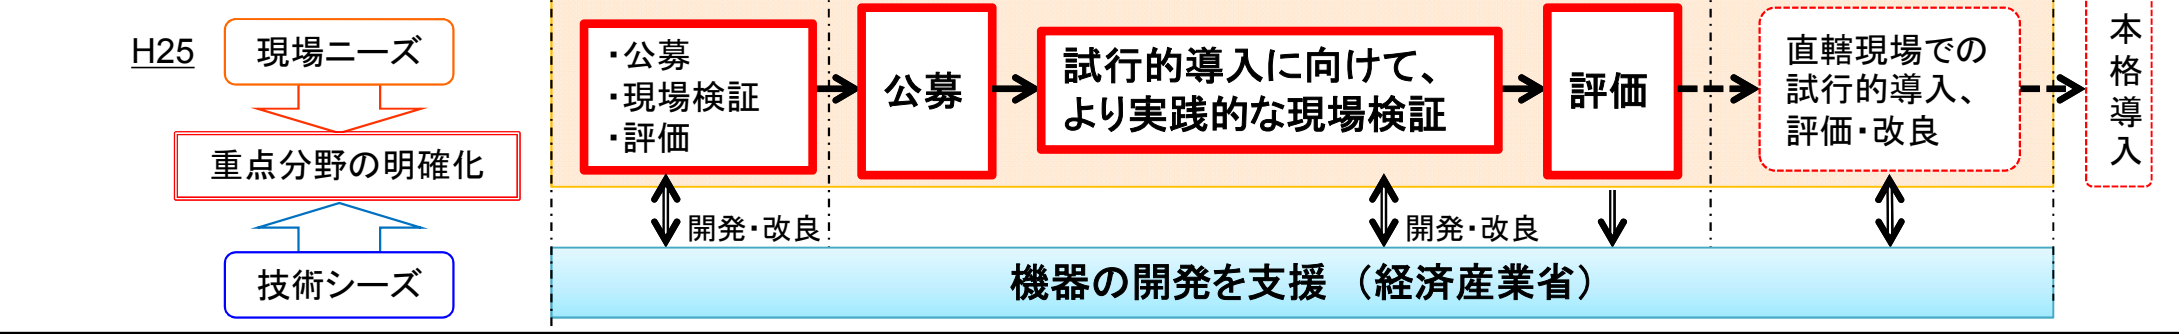 H25
現場ニーズ
重点分野の明確化
技術シーズ
・公募
・現場検証
・評価
公募
試行的導入に向けて、
より実践的な現場検証
評価
直轄現場での
試行的導入、
評価・改良
本格導入
開発・改良
開発・改良
機器の開発を支援（経済産業省）